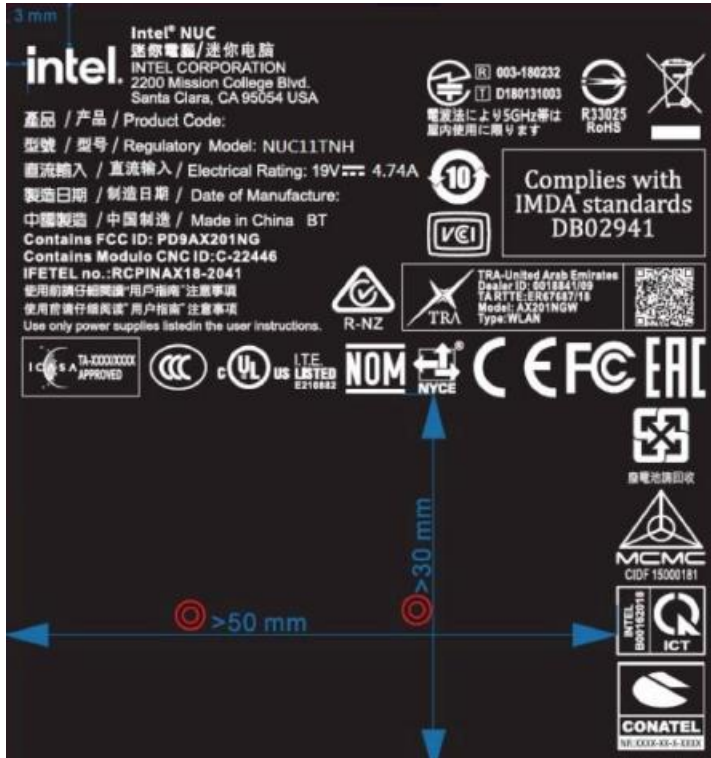 3 mm
intel.
Intel® NUC
迷你電腦/迷你电脑
INTEL CORPORATION
2200 Mission College Blvd.
Santa Clara, CA 95054 USA
產品 / 产品 / Product Code:
型號 / 型号 / Regulatory Model: NUC11TNH
直流輸入 / 直流输入 / Electrical Rating: 19V⎓ 4.74A
製造日期 / 制造日期 / Date of Manufacture:
中國製造 / 中国制造 / Made in China BT
Contains FCC ID: PD9AX201NG
Contains Modulo CNC ID:C-22446
IFETEL no.:RCPINAX18-2041
使用前請仔細閱讀“用戶指南”注意事項
使用前请仔细阅读“用户指南”注意事项
Use only power supplies listedin the user instructions.
R 003-180232
T D180131003
電波法により5GHz帯は
屋内使用に限ります
R33025
RoHS
10
VCI
Complies with
IMDA standards
DB02941
R-NZ
TRA
TRA-United Arab Emirates
Dealer ID: 0018841/09
TA RTTE:ER67687/18
Model: AX201NGW
Type:WLAN
ICASA
TA-XXXX/XXXX
APPROVED
CCC
c UL us
I.T.E.
LISTED
E210882
NOM
NYCE
®
CE
FC
EAC
廢電池請回收
MCMC
CIDF 15000181
INTEL
B00162018
ICT
>30 mm
>50 mm
CONATEL
NR:XXXX-XX-X-XXXX